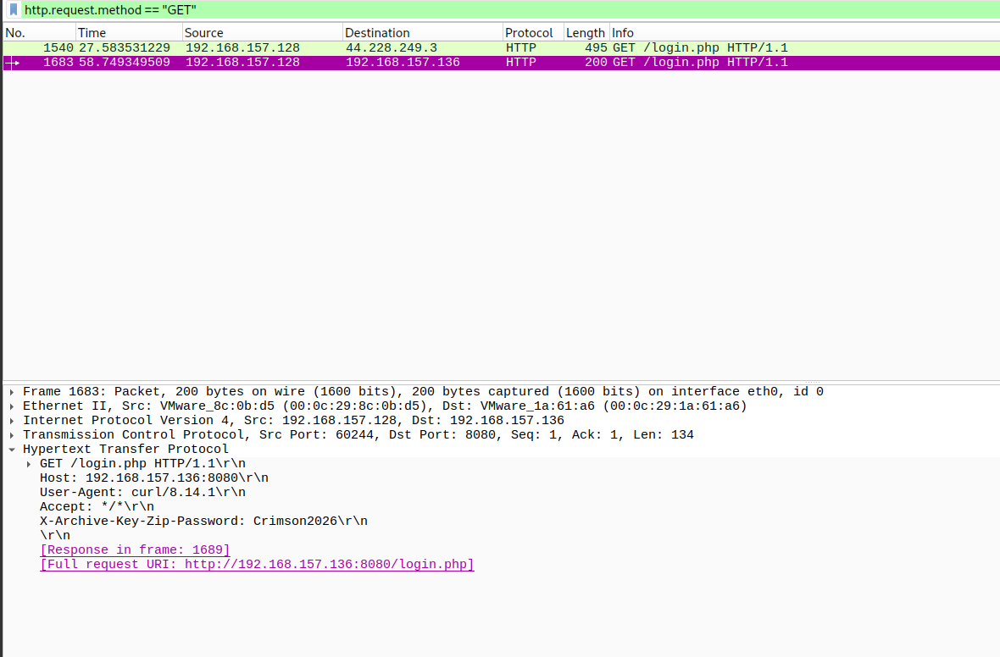 http.request.method == "GET"
No. Time Source Destination Protocol Length Info
1540 27.583531229 192.168.157.128 44.228.249.3 HTTP 495 GET /login.php HTTP/1.1
1683 58.749349509 192.168.157.128 192.168.157.136 HTTP 200 GET /login.php HTTP/1.1
Frame 1683: Packet, 200 bytes on wire (1600 bits), 200 bytes captured (1600 bits) on interface eth0, id 0
Ethernet II, Src: VMware_8c:0b:d5 (00:0c:29:8c:0b:d5), Dst: VMware_1a:61:a6 (00:0c:29:1a:61:a6)
Internet Protocol Version 4, Src: 192.168.157.128, Dst: 192.168.157.136
Transmission Control Protocol, Src Port: 60244, Dst Port: 8080, Seq: 1, Ack: 1, Len: 134
Hypertext Transfer Protocol
GET /login.php HTTP/1.1\r\n
Host: 192.168.157.136:8080\r\n
User-Agent: curl/8.14.1\r\n
Accept: */*\r\n
X-Archive-Key-Zip-Password: Crimson2026\r\n
\r\n
[Response in frame: 1689]
[Full request URI: http://192.168.157.136:8080/login.php]